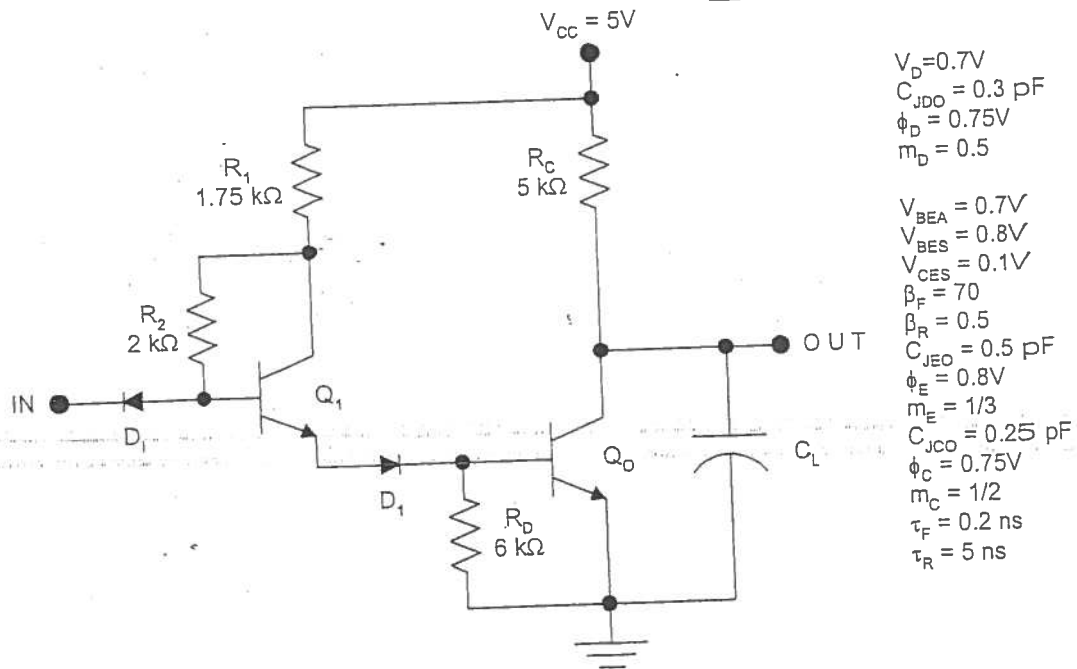 V_CC = 5V
R_1
1.75 kΩ
R_C
5 kΩ
R_2
2 kΩ
IN
D_I
Q_1
D_1
R_D
6 kΩ
Q_O
OUT
C_L
V_D=0.7V
C_JDO = 0.3 pF
ϕ_D = 0.75V
m_D = 0.5
V_BEA = 0.7V
V_BES = 0.8V
V_CES = 0.1V
β_F = 70
β_R = 0.5
C_JEO = 0.5 pF
ϕ_E = 0.8V
m_E = 1/3
C_JCO = 0.25 pF
ϕ_C = 0.75V
m_C = 1/2
τ_F = 0.2 ns
τ_R = 5 ns